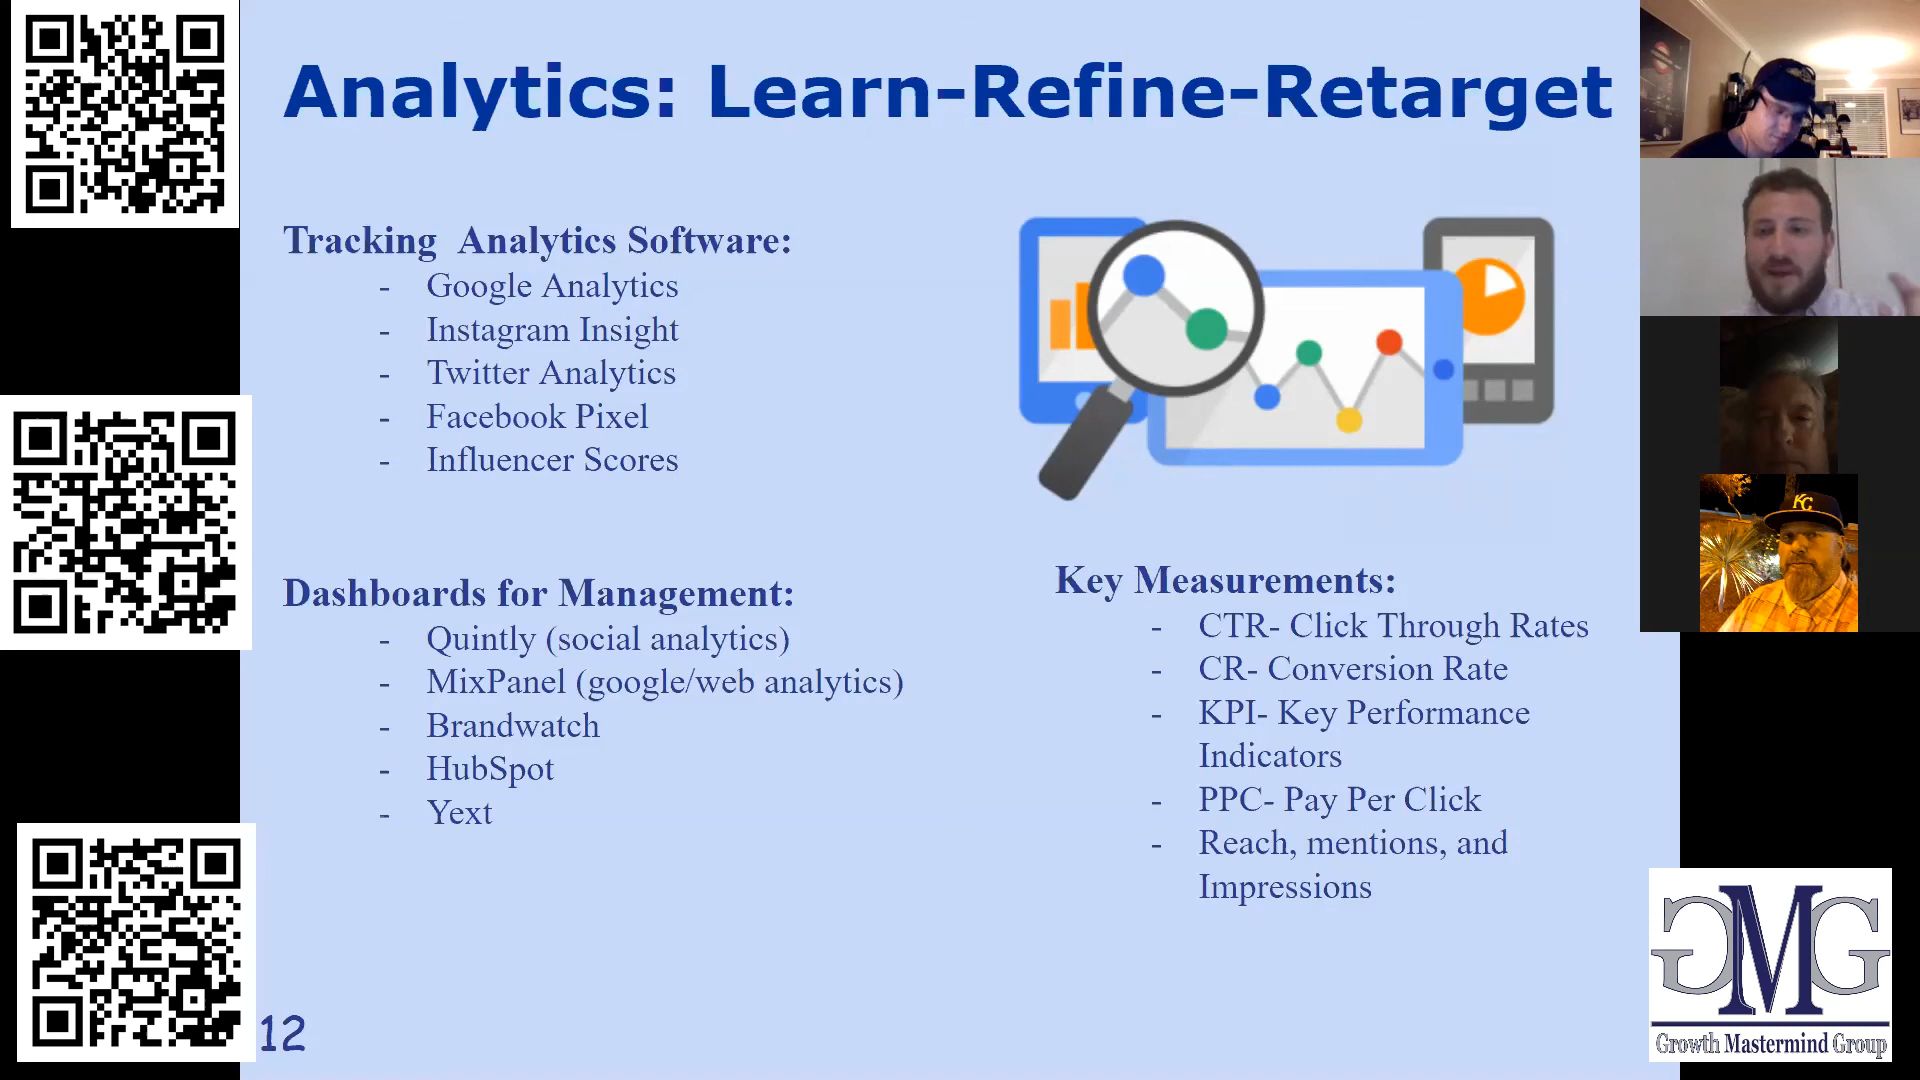 Analytics: Learn-Refine-Retarget
Tracking Analytics Software:
- Google Analytics
- Instagram Insight
- Twitter Analytics
- Facebook Pixel
- Influencer Scores
Dashboards for Management:
- Quintly (social analytics)
- MixPanel (google/web analytics)
- Brandwatch
- HubSpot
- Yext
Key Measurements:
- CTR- Click Through Rates
- CR- Conversion Rate
- KPI- Key Performance
Indicators
- PPC- Pay Per Click
- Reach, mentions, and
Impressions
12
KC
GMG
Growth Mastermind Group